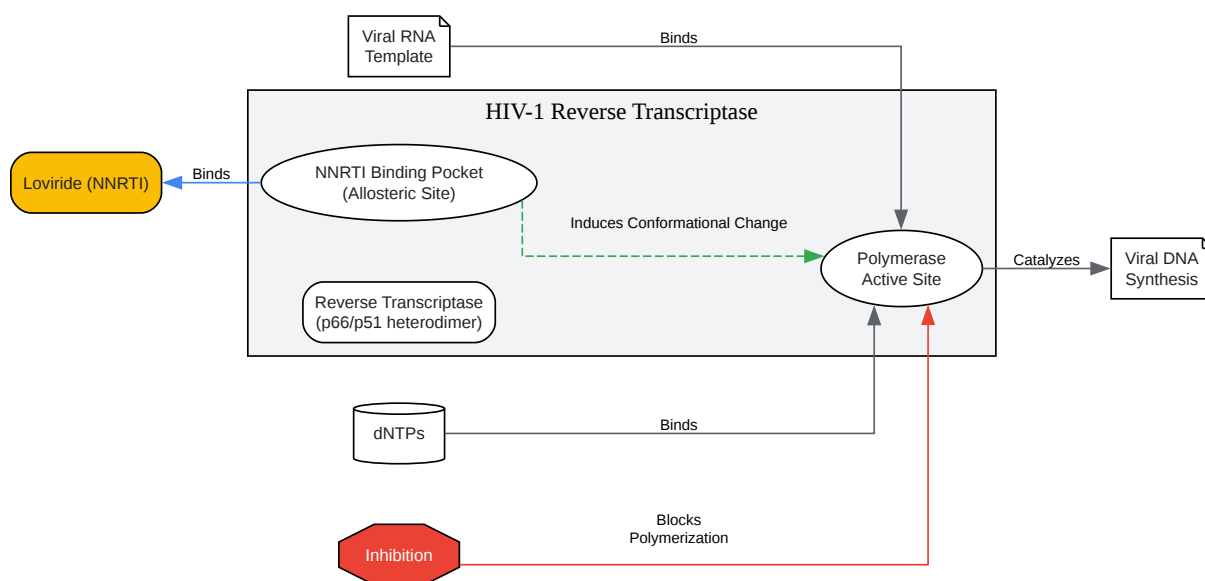 Viral RNA
Template
Binds
HIV-1 Reverse Transcriptase
Loviride (NNRTI)
Binds
NNRTI Binding Pocket
(Allosteric Site)
Induces Conformational Change
Polymerase
Active Site
Catalyzes
Viral DNA
Synthesis
Reverse Transcriptase
(p66/p51 heterodimer)
dNTPs
Binds
Inhibition
Blocks
Polymerization